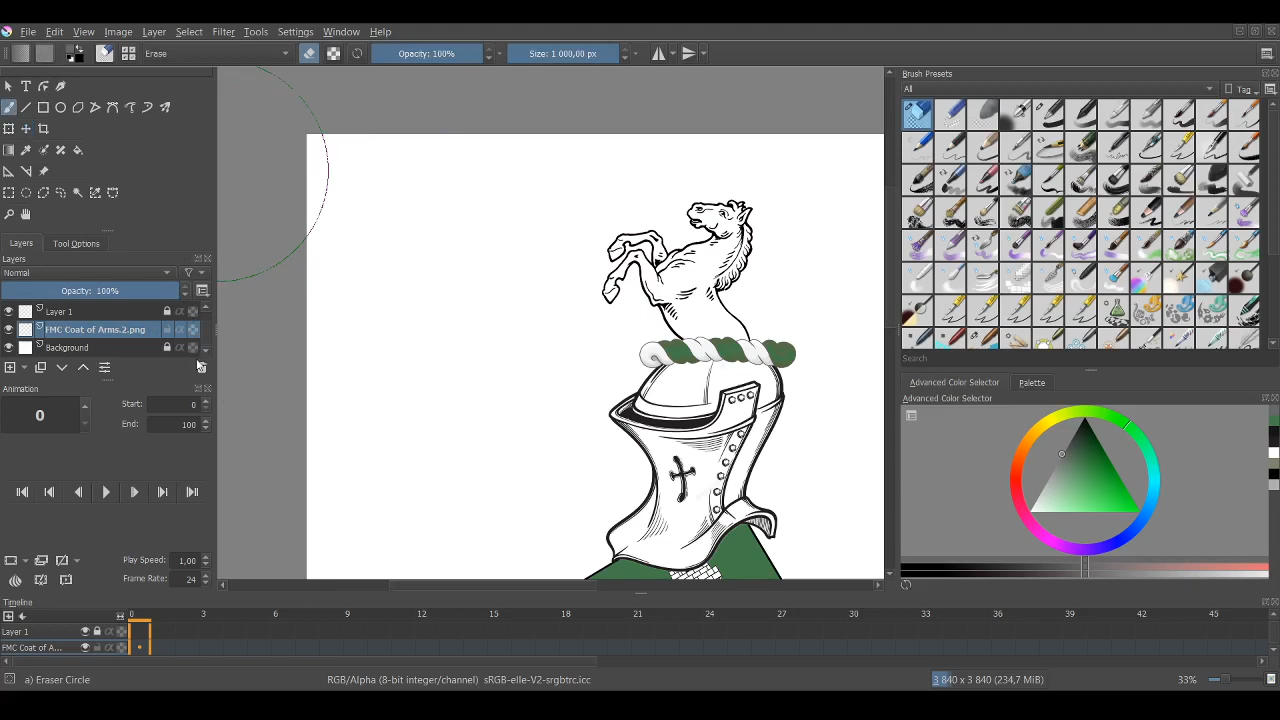 File Edit View Image Layer Select Filter Tools Settings Window Help
Erase Opacity: 100% Size: 1 000,00 px
Brush Presets
All Tag
Layers Tool Options
Layers
Normal
Opacity: 100%
Layer 1
FMC Coat of Arms.2.png
Background
Search
Advanced Color Selector Palette
Advanced Color Selector
Animation
0 Start: 0
End: 100
Play Speed: 1,00
Frame Rate: 24
Timeline
0 3 6 9 12 15 18 21 24 27 30 33 36 39 42 45
Layer 1
FMC Coat of A...
a) Eraser Circle RGB/Alpha (8-bit integer/channel) sRGB-elle-V2-srgbtrc.icc 3 840 x 3 840 (234,7 MiB) 33%